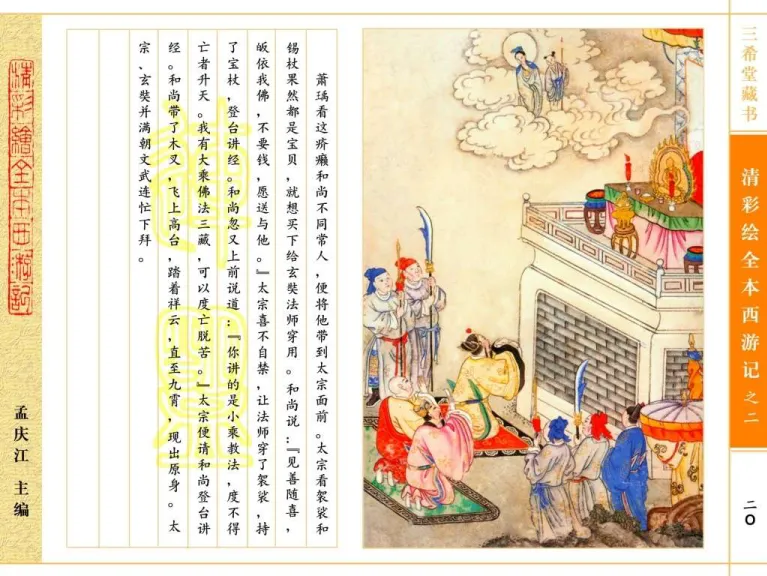 三希堂藏书
清彩绘全本西游记之二
二〇
萧瑀看这疥癞和尚不同常人，便将他带到太宗面前。太宗看袈裟和
锡杖果然都是宝贝，就想买下给玄奘法师穿用。和尚说：『见善随喜，
皈依我佛，不要钱，愿送与他。』太宗喜不自禁，让法师穿了袈裟，持
了宝杖，登台讲经。和尚忽又上前说道：『你讲的是小乘教法，度不得
亡者升天。我有大乘佛法三藏，可以度亡脱苦。』太宗便请和尚登台讲
经。和尚带了木叉，飞上高台，踏着祥云，直至九霄，现出原身。太
宗、玄奘并满朝文武连忙下拜。
清彩繪全本西游記
孟庆江 主编